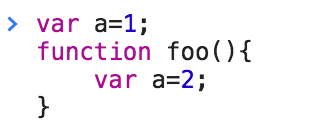 > var a=1;
function foo(){
    var a=2;
}